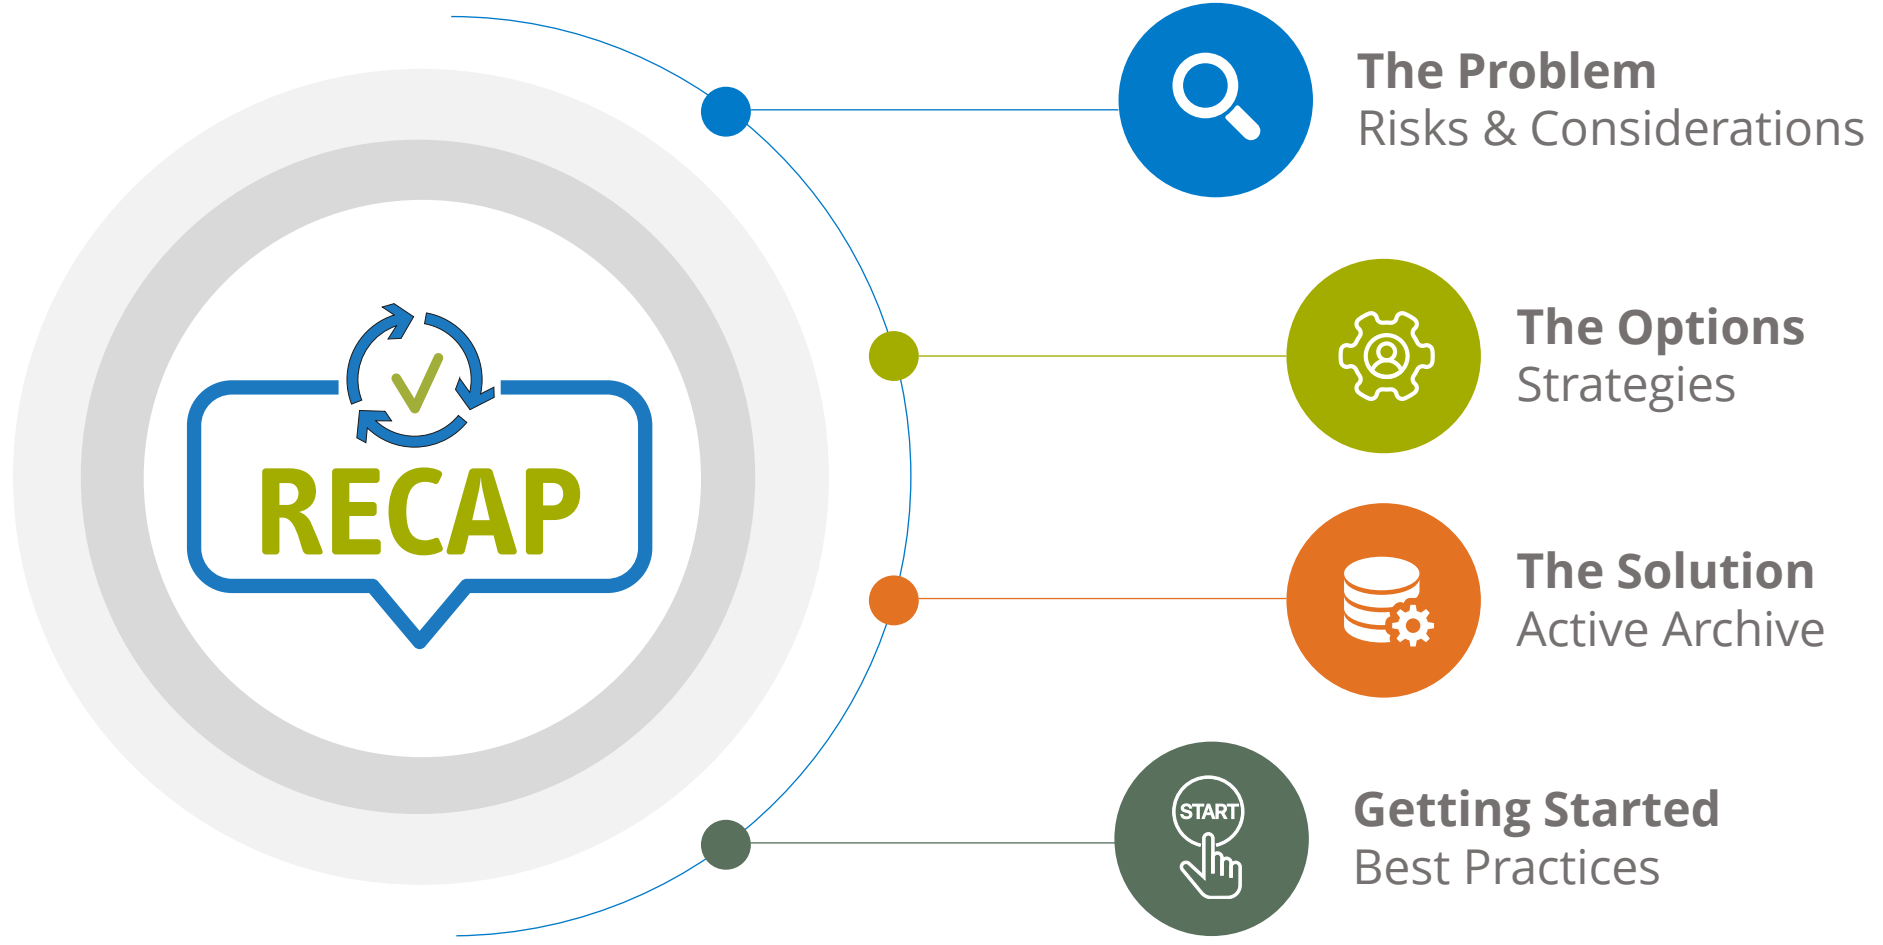 RECAP
The Problem
Risks & Considerations
The Options
Strategies
The Solution
Active Archive
START
Getting Started
Best Practices